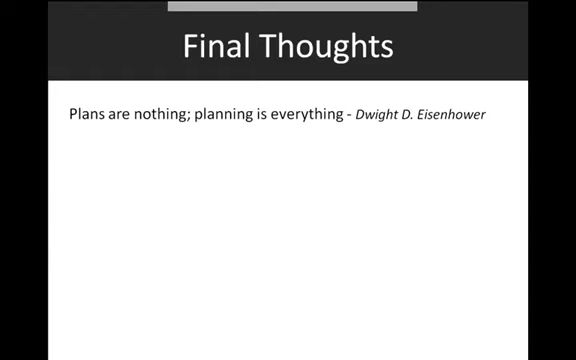 Final Thoughts
Plans are nothing; planning is everything - Dwight D. Eisenhower